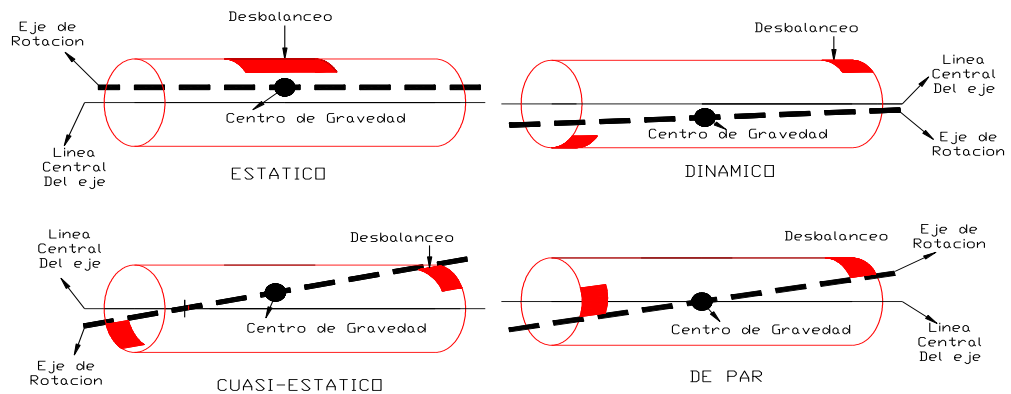 Desbalanceo
Eje de
Rotacion
Centro de Gravedad
Linea
Central
Del eje
ESTATICO
Desbalanceo
Linea
Central
Del eje
Centro de Gravedad
Eje de
Rotacion
DINAMICO
Linea
Central
Del eje
Desbalanceo
Centro de Gravedad
Eje de
Rotacion
CUASI-ESTATICO
Desbalanceo
Eje de
Rotacion
Centro de Gravedad
Linea
Central
Del eje
DE PAR